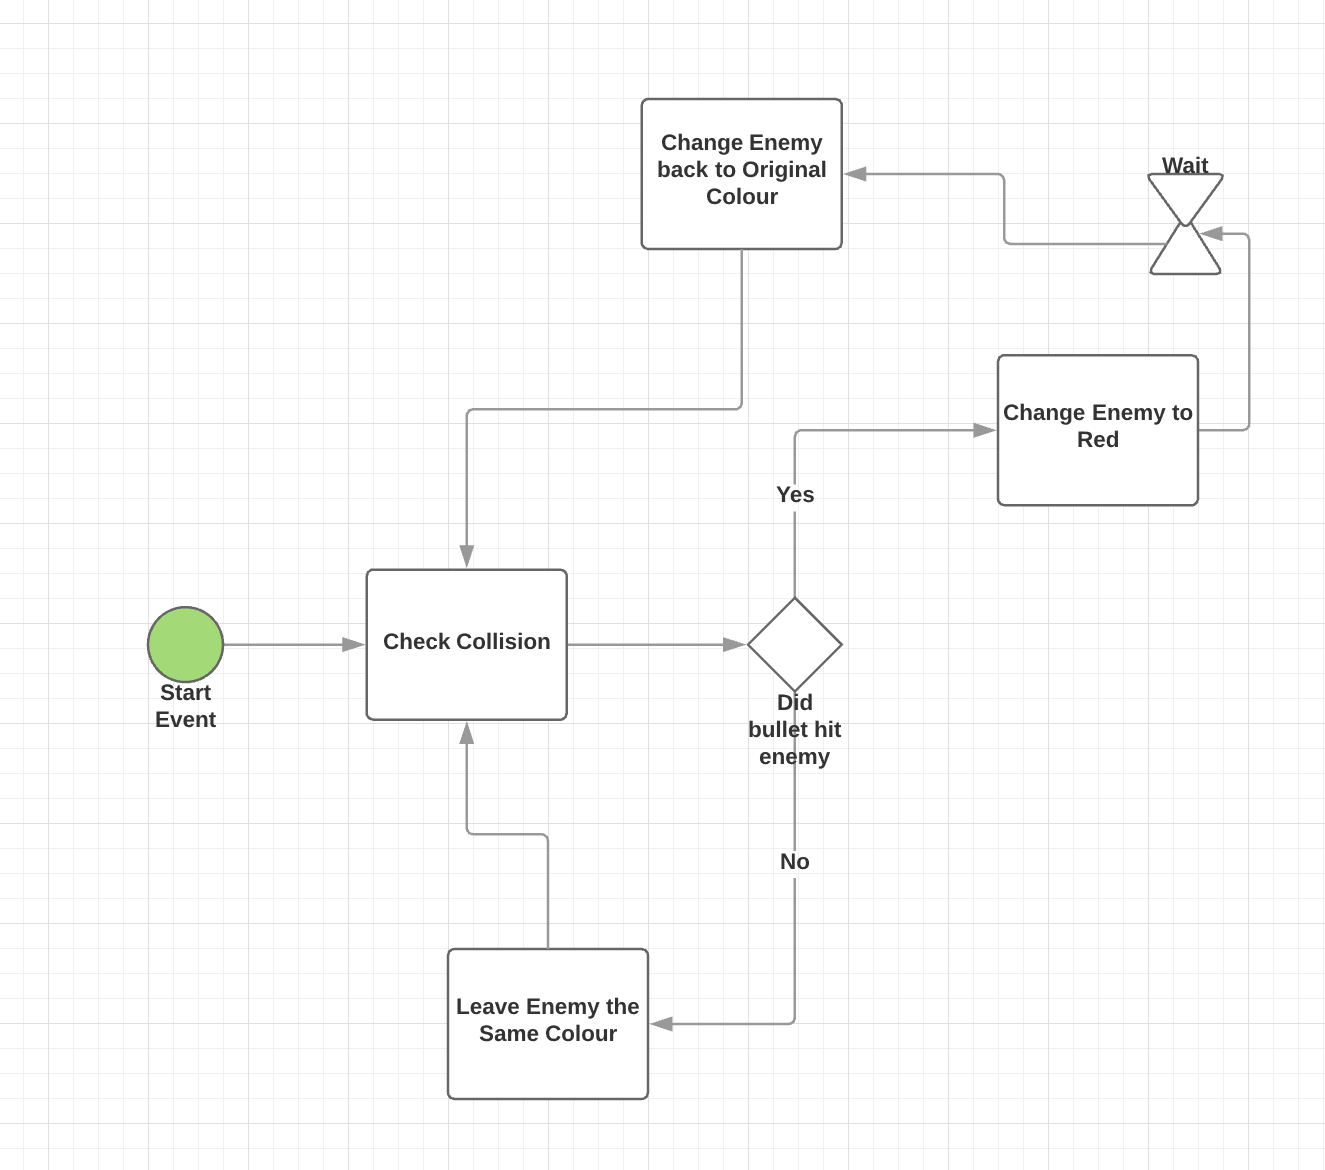 Change Enemy
back to Original
Colour
Wait
Change Enemy to
Red
Yes
Check Collision
Start
Event
Did
bullet hit
enemy
No
Leave Enemy the
Same Colour